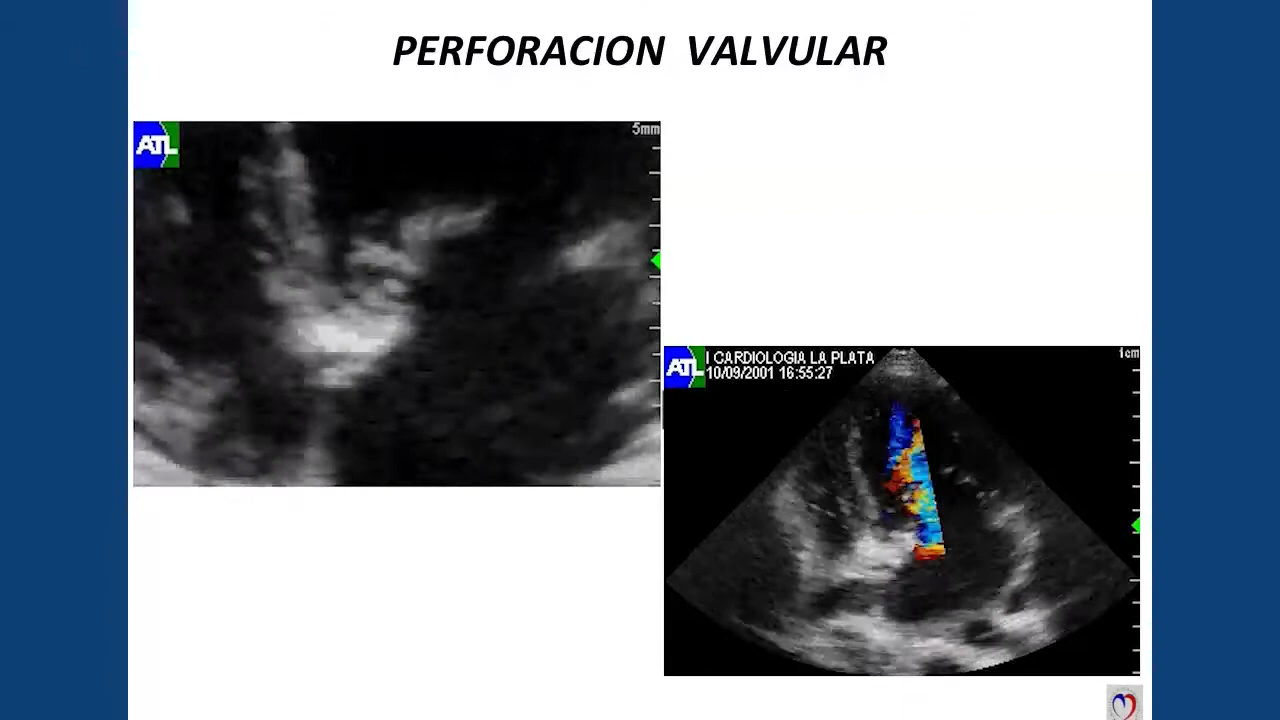 PERFORACION VALVULAR
ATL
5mm
ATL
I CARDIOLOGIA LA PLATA
10/09/2001 16:55:27
1cm